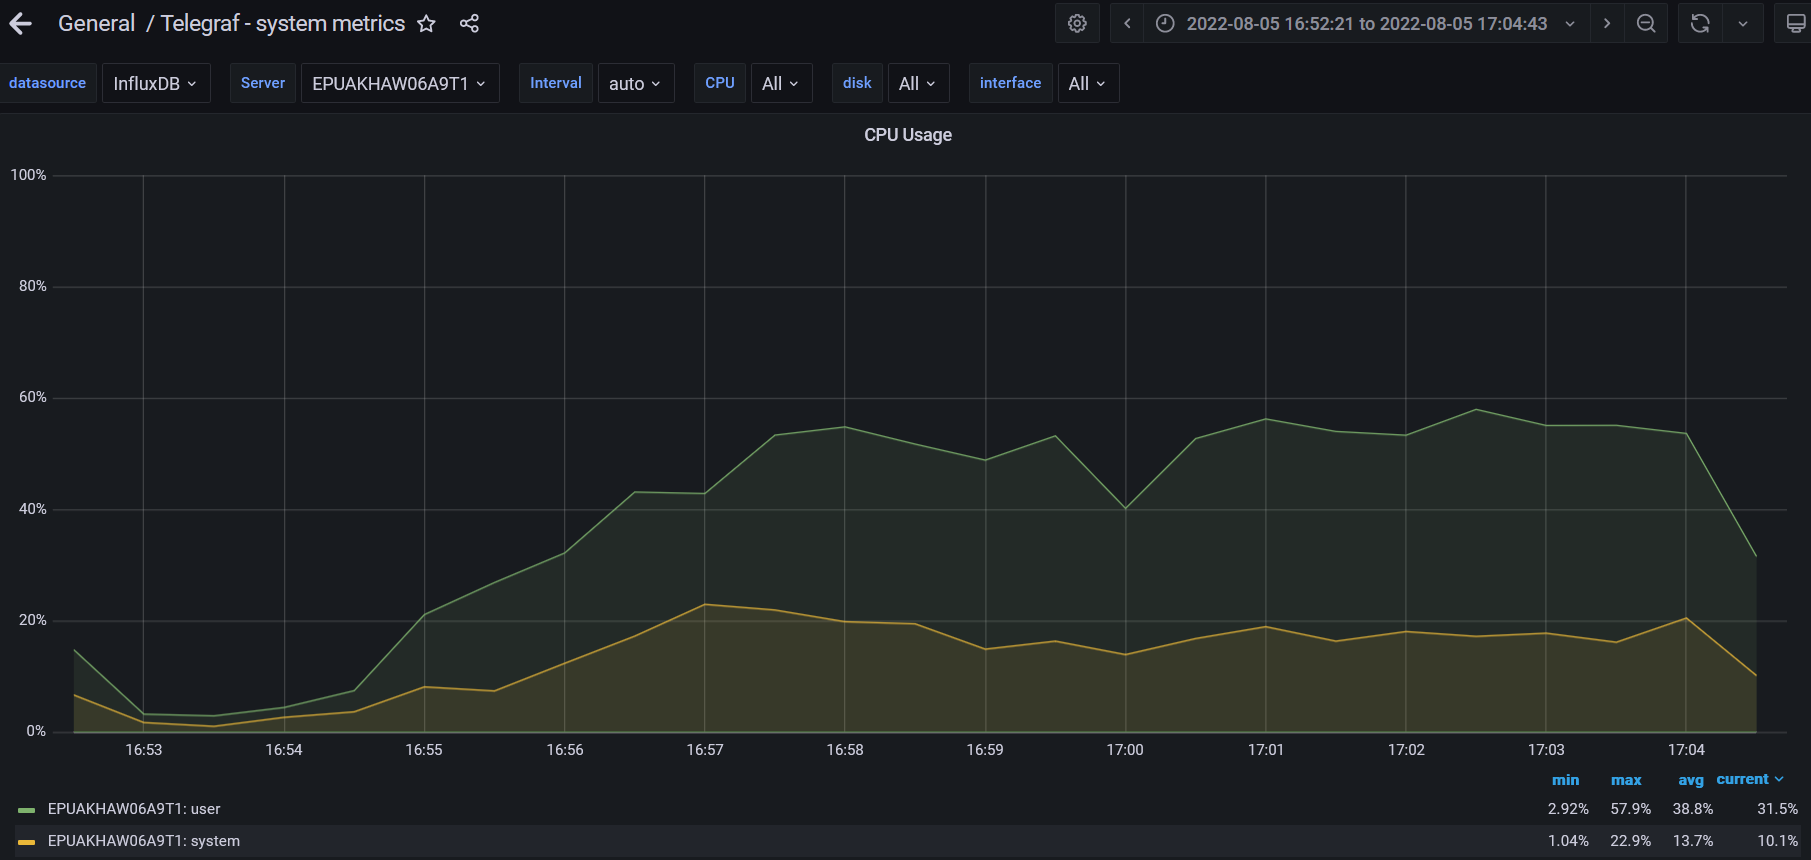 General / Telegraf - system metrics
2022-08-05 16:52:21 to 2022-08-05 17:04:43
datasource InfluxDB Server EPUAKHAW06A9T1 Interval auto CPU All disk All interface All
CPU Usage
100%
80%
60%
40%
20%
0%
16:53 16:54 16:55 16:56 16:57 16:58 16:59 17:00 17:01 17:02 17:03 17:04
min max avg current
EPUAKHAW06A9T1: user 2.92% 57.9% 38.8% 31.5%
EPUAKHAW06A9T1: system 1.04% 22.9% 13.7% 10.1%